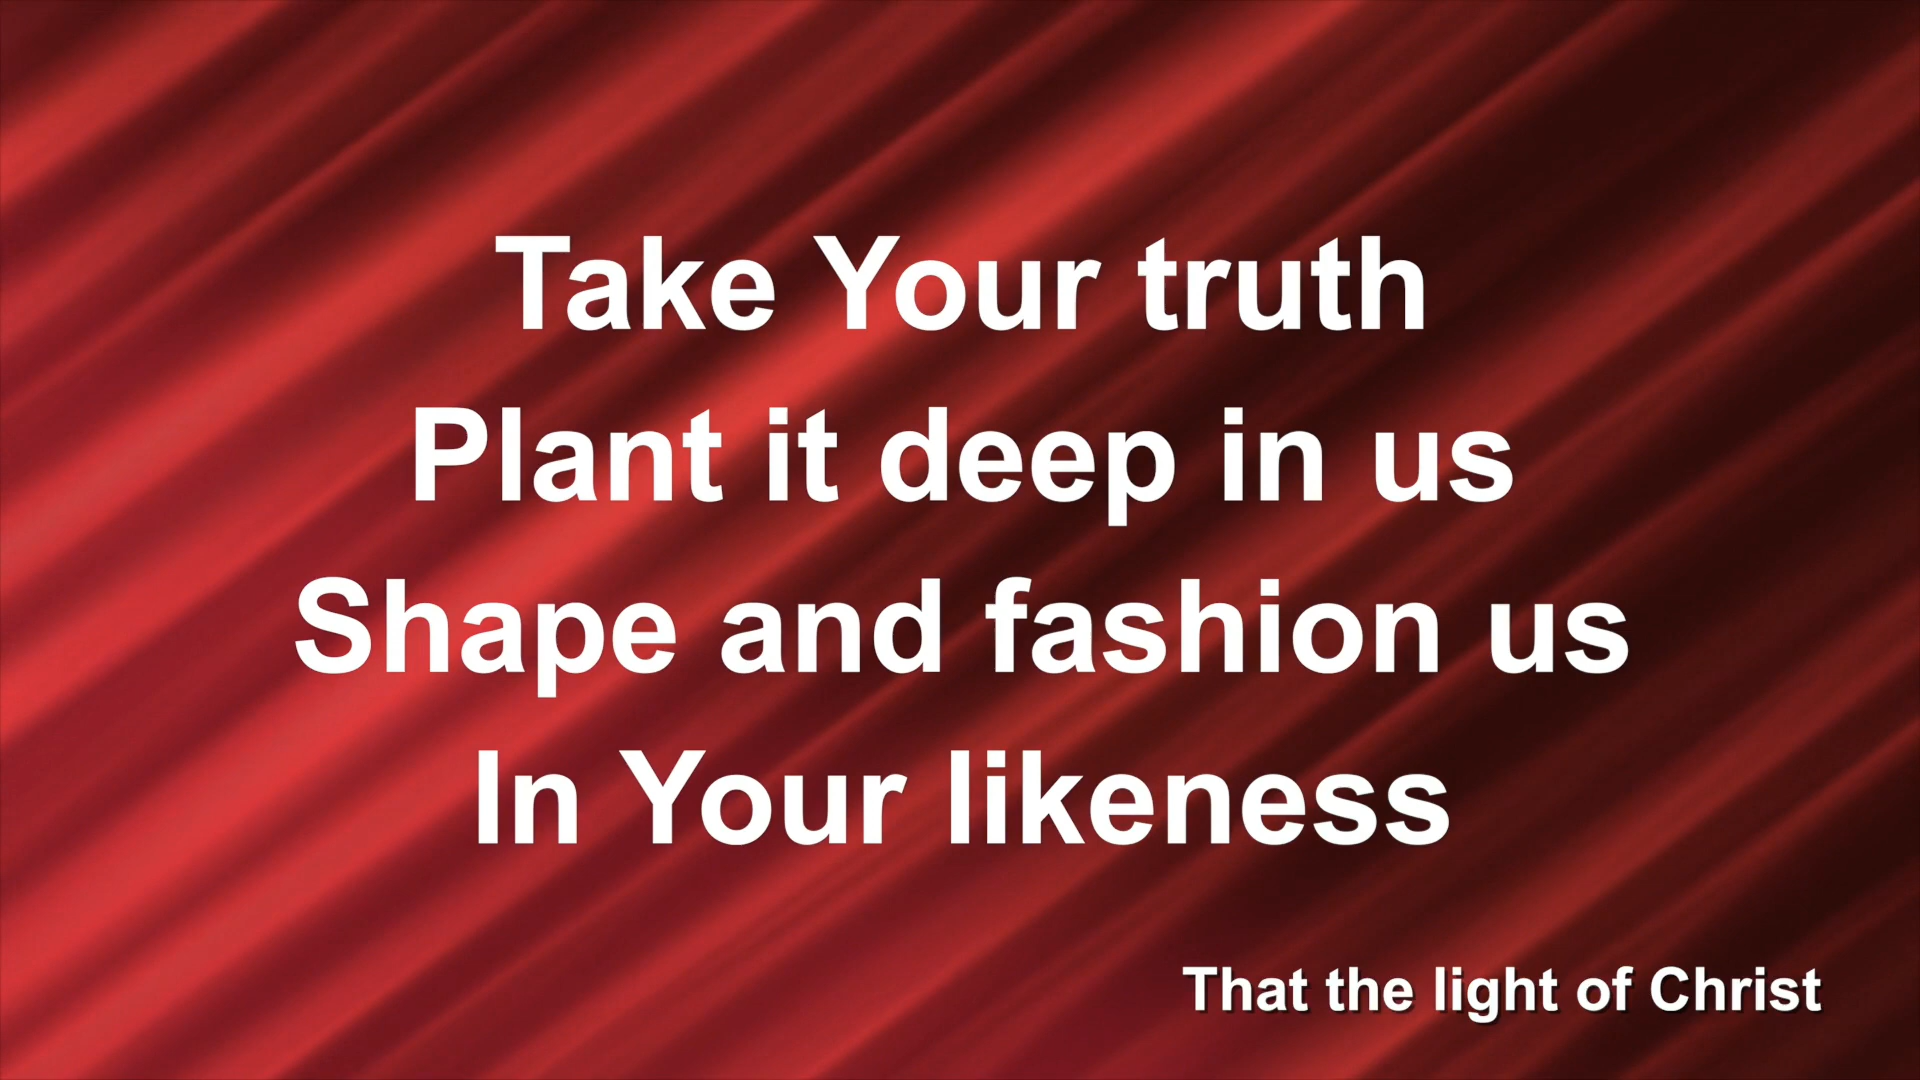 Take Your truth
Plant it deep in us
Shape and fashion us
In Your likeness
That the light of Christ